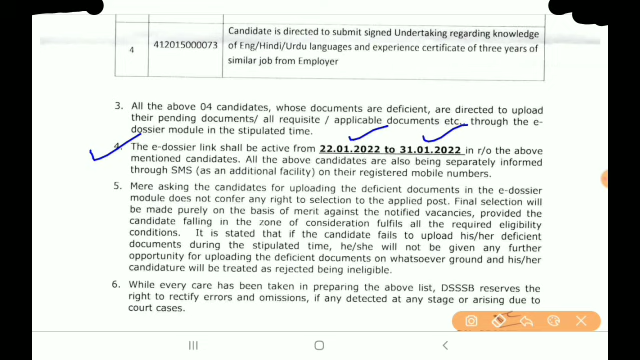 Candidate is directed to submit signed Undertaking regarding knowledge
4 412015000073 of Eng/Hindi/Urdu languages and experience certificate of three years of
similar job from Employer
3. All the above 04 candidates, whose documents are deficient, are directed to upload
their pending documents/ all requisite / applicable documents etc., through the e-
dossier module in the stipulated time.
4. The e-dossier link shall be active from 22.01.2022 to 31.01.2022 in r/o the above
mentioned candidates. All the above candidates are also being separately informed
through SMS (as an additional facility) on their registered mobile numbers.
5. Mere asking the candidates for uploading the deficient documents in the e-dossier
module does not confer any right to selection to the applied post. Final selection will
be made purely on the basis of merit against the notified vacancies, provided the
candidate falling in the zone of consideration fulfils all the required eligibility
conditions. It is stated that if the candidate fails to upload his/her deficient
documents during the stipulated time, he/she will not be given any further
opportunity for uploading the deficient documents on whatsoever ground and his/her
candidature will be treated as rejected being ineligible.
6. While every care has been taken in preparing the above list, DSSSB reserves the
right to rectify errors and omissions, if any detected at any stage or arising due to
court cases.